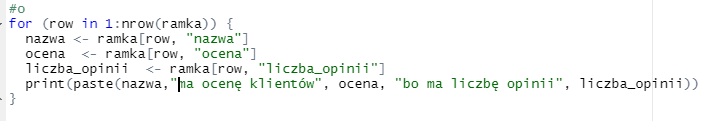 #o
for (row in 1:nrow(ramka)) {
  nazwa <- ramka[row, "nazwa"]
  ocena  <- ramka[row, "ocena"]
  liczba_opinii  <- ramka[row, "liczba_opinii"]
  print(paste(nazwa,"ma ocenę klientów", ocena, "bo ma liczbę opinii", liczba_opinii))
}